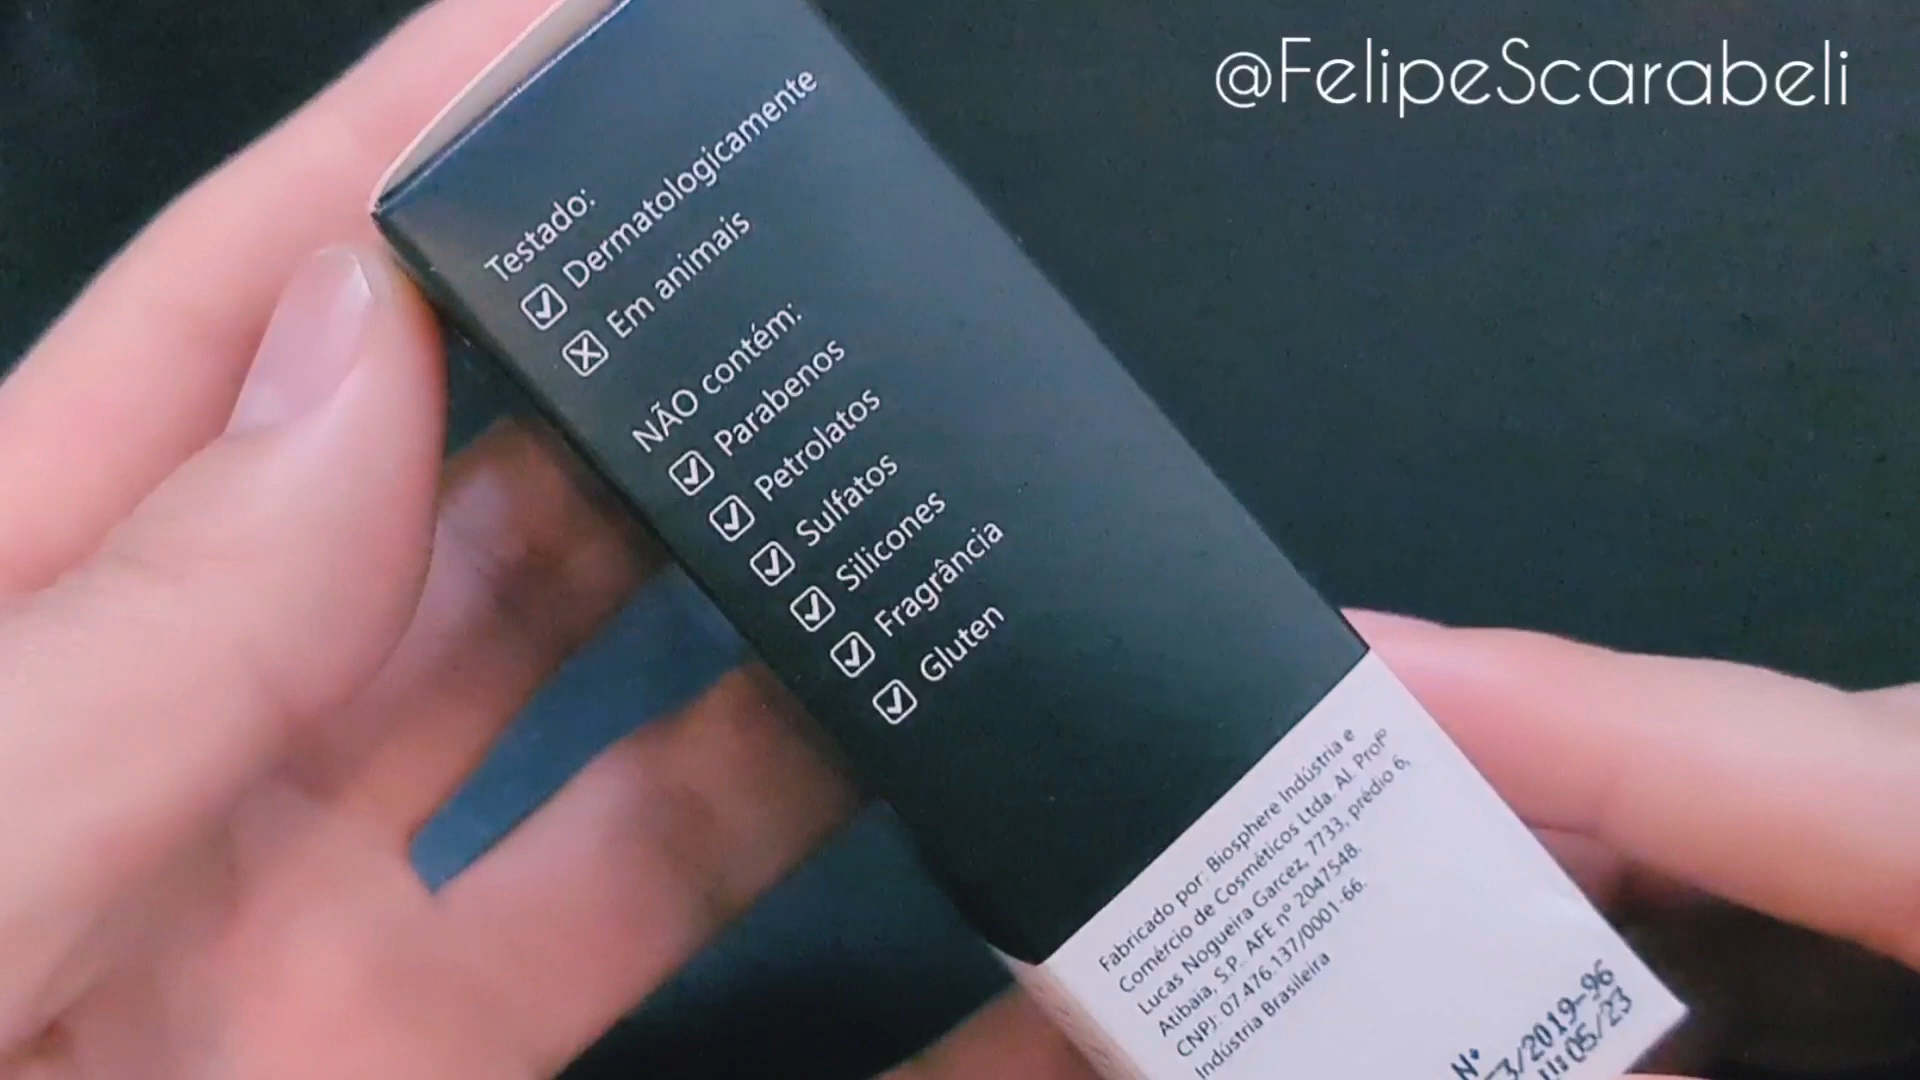 @FelipeScarabeli
Testado:
Dermatologicamente
Em animais
NÃO contém:
Parabenos
Petrolatos
Sulfatos
Silicones
Fragrância
Gluten
Fabricado por: Biosphere Indústria e
Comércio de Cosméticos Ltda. Al. Profº
Lucas Nogueira Garcez, 7733, prédio 6,
Atibaia, S.P. AFE nº 2047548.
CNPJ: 07.476.137/0001-66.
Indústria Brasileira
3/2019-96
05/23